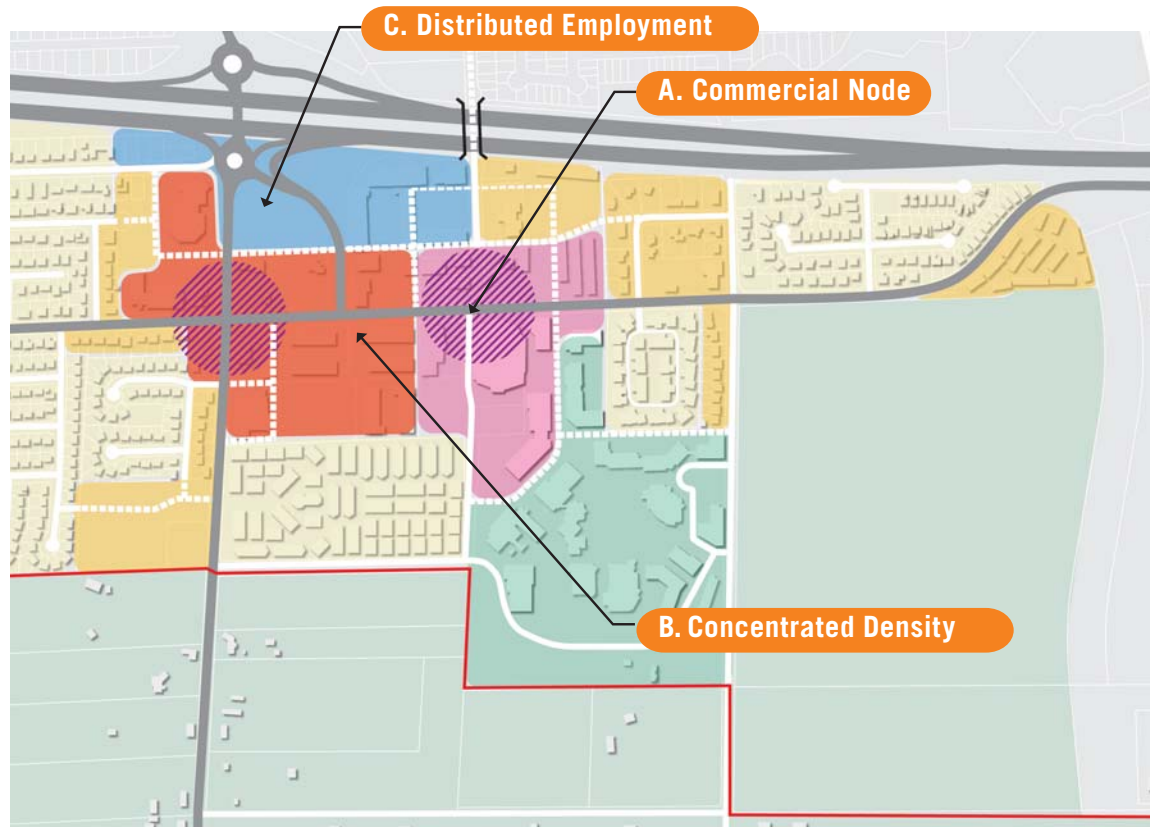 C. Distributed Employment
A. Commercial Node
B. Concentrated Density